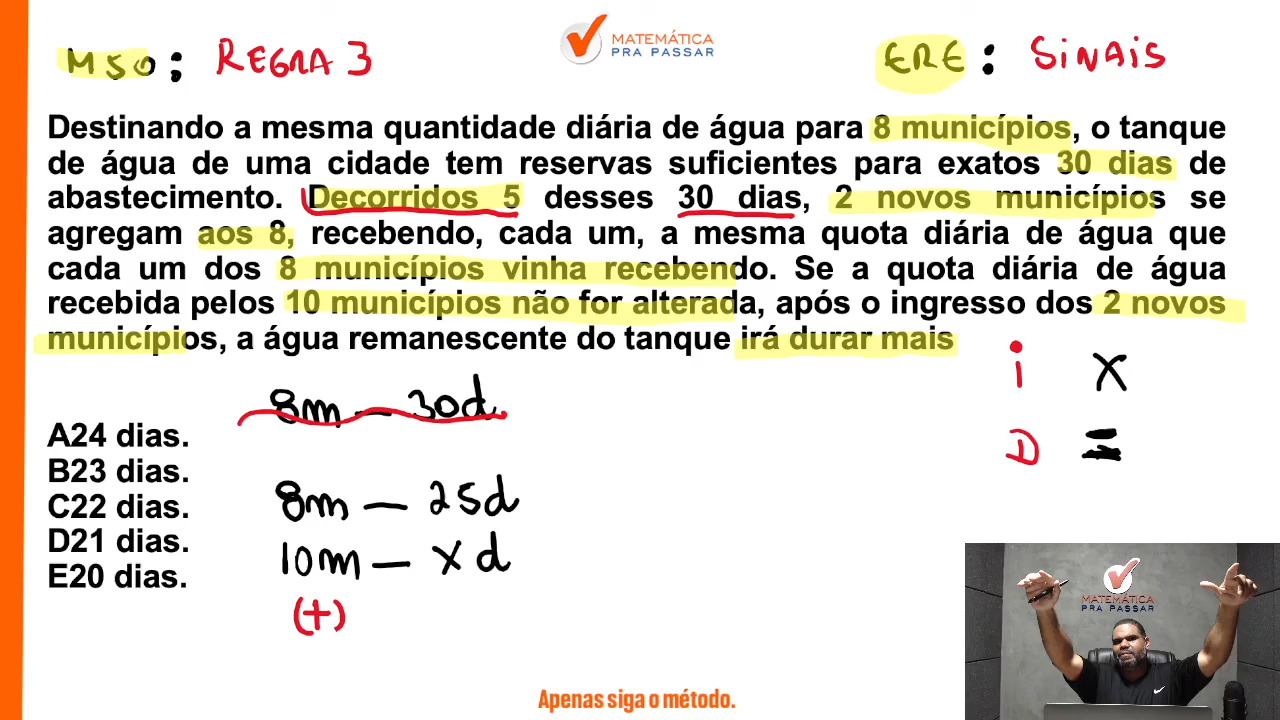 MSO: REGRA 3
MATEMÁTICA
PRA PASSAR
ERE: SiNAiS
Destinando a mesma quantidade diária de água para 8 municípios, o tanque
de água de uma cidade tem reservas suficientes para exatos 30 dias de
abastecimento. Decorridos 5 desses 30 dias, 2 novos municípios se
agregam aos 8, recebendo, cada um, a mesma quota diária de água que
cada um dos 8 municípios vinha recebendo. Se a quota diária de água
recebida pelos 10 municípios não for alterada, após o ingresso dos 2 novos
municípios, a água remanescente do tanque irá durar mais
i X
8m — 30d
A24 dias.
D =
B23 dias.
8m — 25d
C22 dias.
D21 dias.
10m — x d
E20 dias.
(+)
MATEMÁTICA
PRA PASSAR
Apenas siga o método.